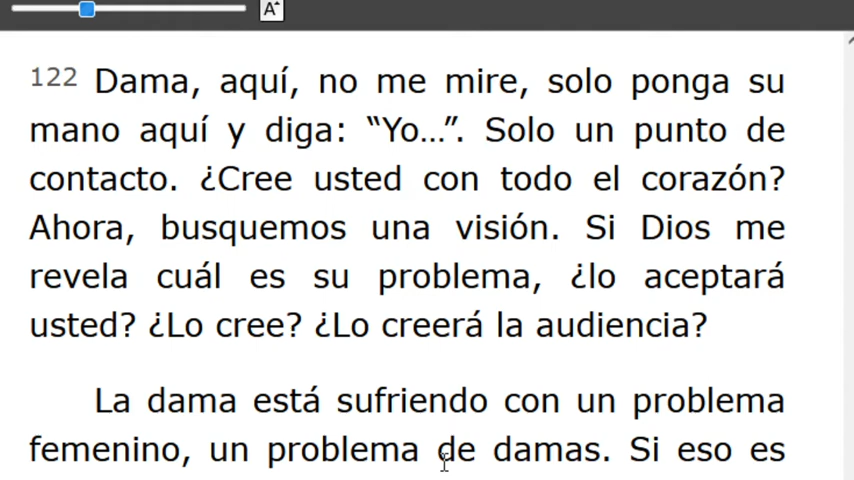 A
122 Dama, aquí, no me mire, solo ponga su
mano aquí y diga: “Yo...”. Solo un punto de
contacto. ¿Cree usted con todo el corazón?
Ahora, busquemos una visión. Si Dios me
revela cuál es su problema, ¿lo aceptará
usted? ¿Lo cree? ¿Lo creerá la audiencia?
La dama está sufriendo con un problema
femenino, un problema de damas. Si eso es